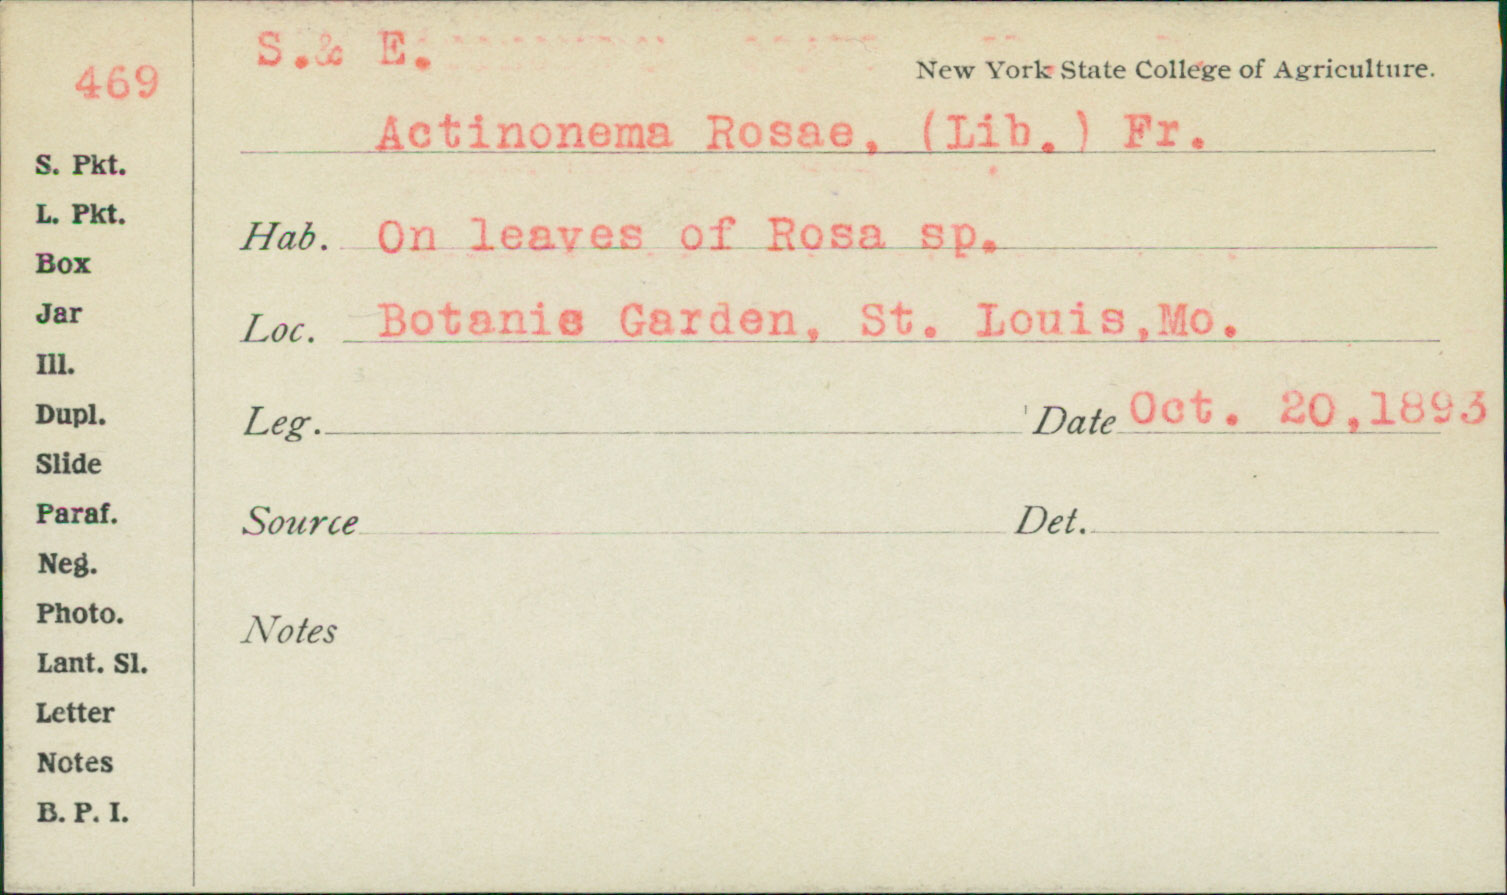 469
S. Pkt.
L. Pkt.
Box
Jar
Ill.
Dupl.
Slide
Paraf.
Neg.
Photo.
Lant. Sl.
Letter
Notes
B. P. I.
S.& E.
New York State College of Agriculture.
Actinonema Rosae, (Lib.) Fr.
Hab. On leaves of Rosa sp.
Loc. Botanic Garden, St. Louis,Mo.
Leg. Date Oct. 20,1893
Source Det.
Notes